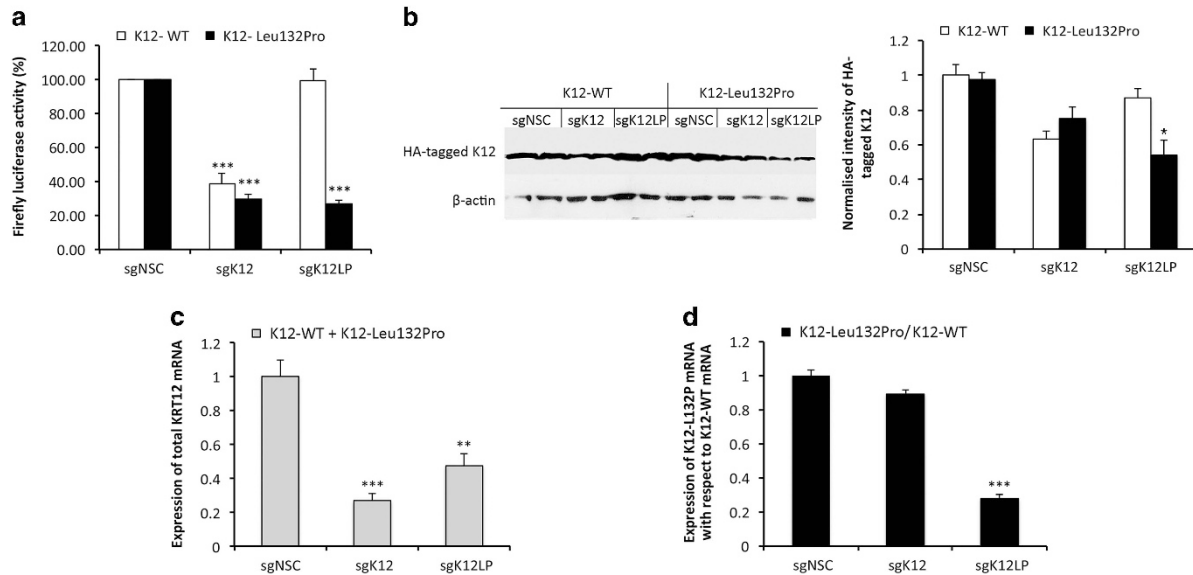 a
K12- WT
K12- Leu132Pro
Firefly luciferase activity (%)
120.00
100.00
80.00
60.00
40.00
20.00
0.00
***
***
***
sgNSC
sgK12
sgK12LP
b
K12-WT
K12-Leu132Pro
sgNSC
sgK12
sgK12LP
sgNSC
sgK12
sgK12LP
HA-tagged K12
β-actin
K12-WT
K12-Leu132Pro
Normalised intensity of HA-
tagged K12
1.2
1
0.8
0.6
0.4
0.2
0
*
sgNSC
sgK12
sgK12LP
c
K12-WT + K12-Leu132Pro
Expression of total KRT12 mRNA
1.2
1
0.8
0.6
0.4
0.2
0
***
**
sgNSC
sgK12
sgK12LP
d
K12-Leu132Pro/K12-WT
Expression of K12-L132P mRNA
with respect to K12-WT mRNA
1.2
1
0.8
0.6
0.4
0.2
0
***
sgNSC
sgK12
sgK12LP